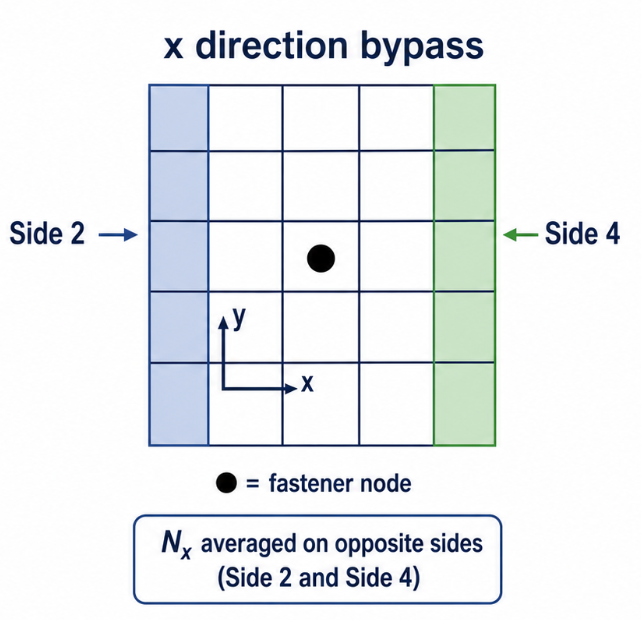 x direction bypass
Side 2
Side 4
y
x
= fastener node
Nx averaged on opposite sides
(Side 2 and Side 4)